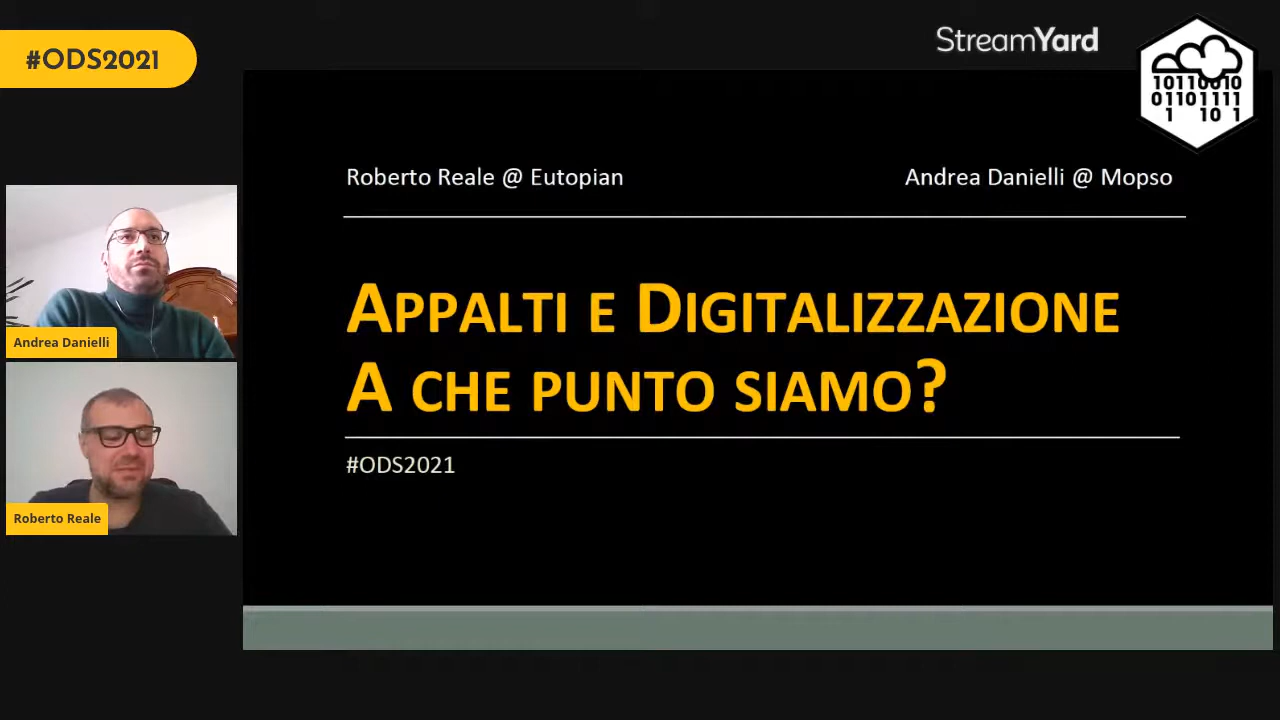 #ODS2021
StreamYard
10110010
01101111
1 10 1
Roberto Reale @ Eutopian
Andrea Danielli @ Mopso
APPALTI E DIGITALIZZAZIONE
A CHE PUNTO SIAMO?
#ODS2021
Andrea Danielli
Roberto Reale